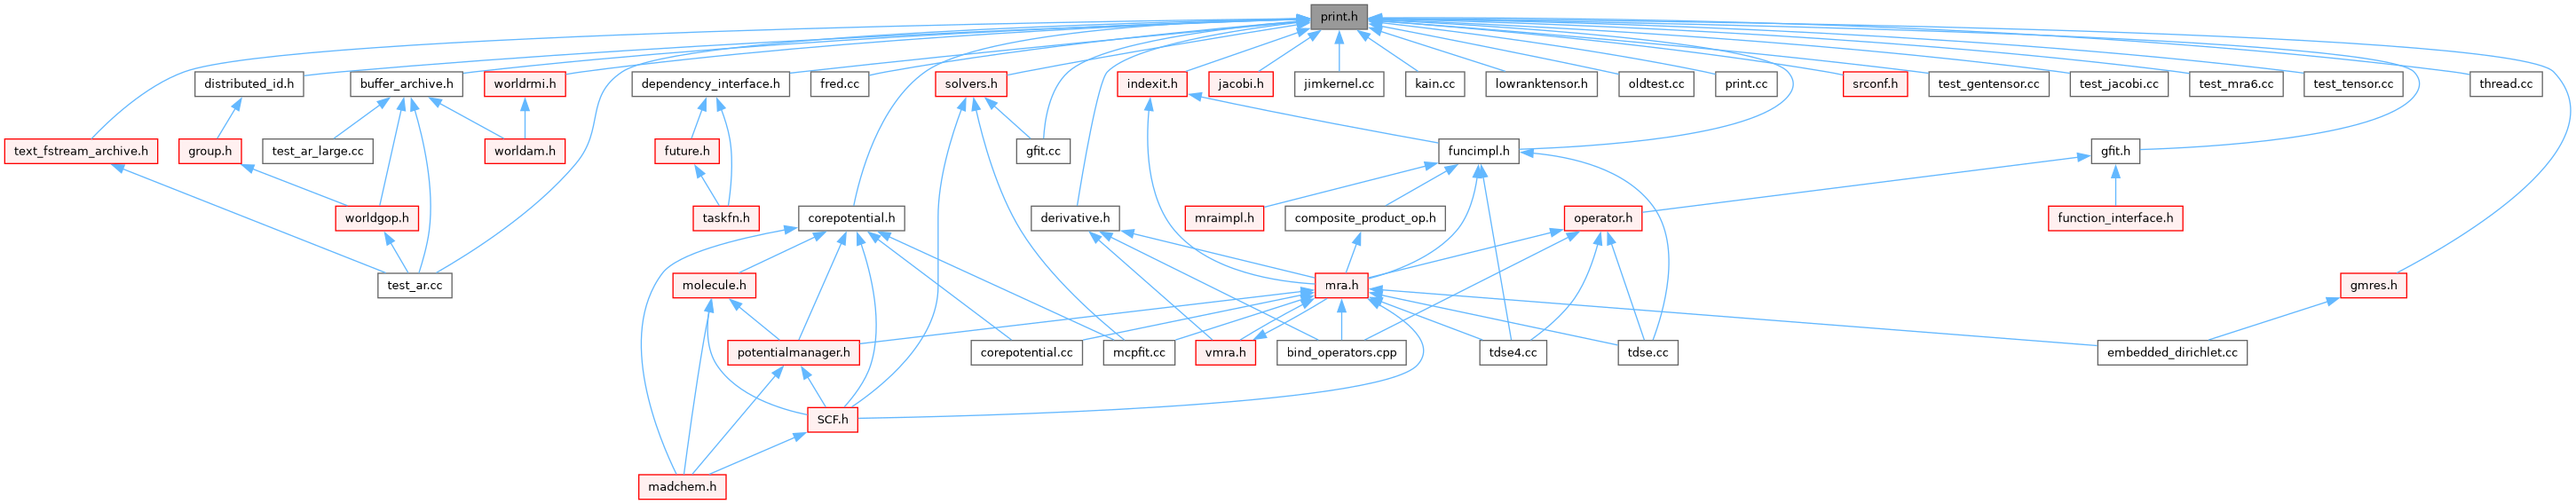 print.h
distributed_id.h
buffer_archive.h
worldrmi.h
dependency_interface.h
fred.cc
solvers.h
indexit.h
jacobi.h
jimkernel.cc
kain.cc
lowranktensor.h
oldtest.cc
print.cc
srconf.h
test_gentensor.cc
test_jacobi.cc
test_mra6.cc
test_tensor.cc
thread.cc
text_fstream_archive.h
group.h
test_ar_large.cc
worldam.h
future.h
gfit.cc
funcimpl.h
gfit.h
worldgop.h
taskfn.h
corepotential.h
derivative.h
mraimpl.h
composite_product_op.h
operator.h
function_interface.h
test_ar.cc
molecule.h
mra.h
gmres.h
potentialmanager.h
corepotential.cc
mcpfit.cc
vmra.h
bind_operators.cpp
tdse4.cc
tdse.cc
embedded_dirichlet.cc
SCF.h
madchem.h